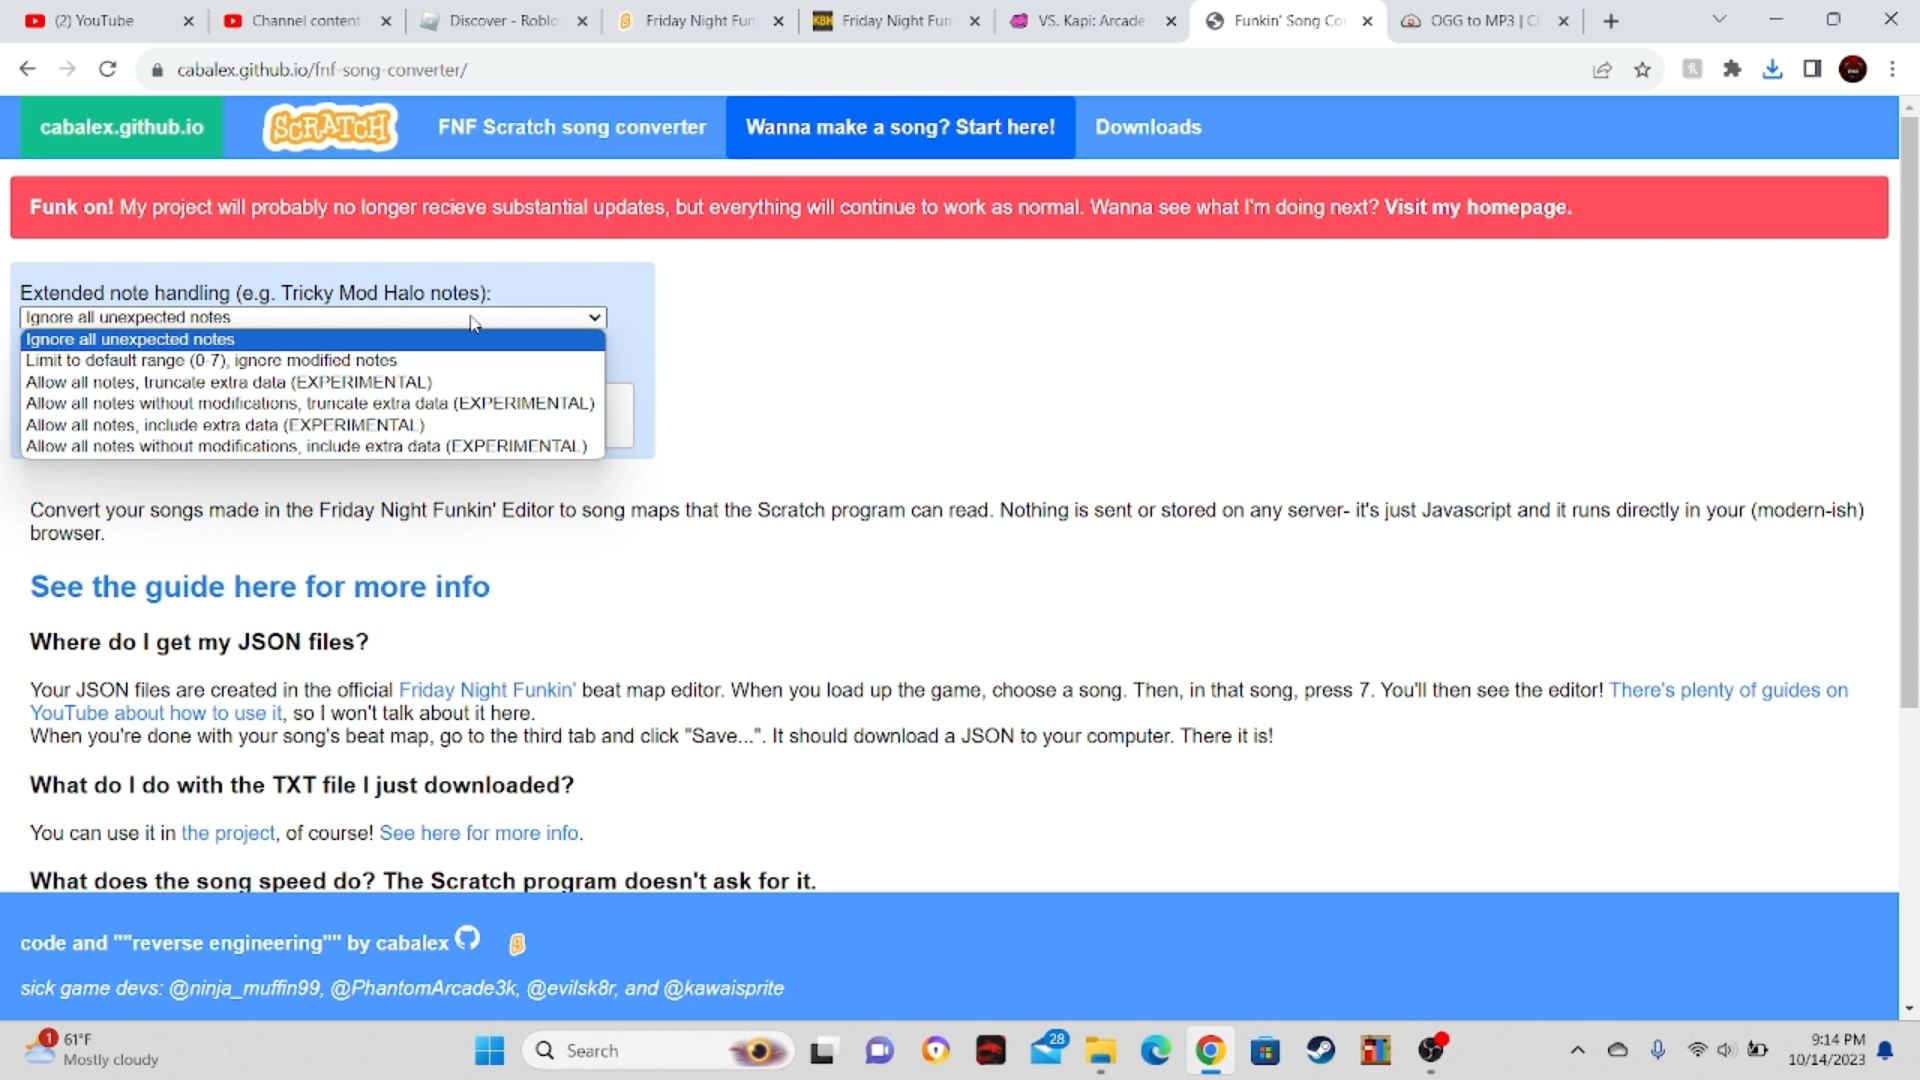 (2) YouTube
Channel content
Discover - Roblo
Friday Night Fun
Friday Night Fun
VS. Kapi: Arcade
Funkin' Song Co
OGG to MP3 | Cl
cabalex.github.io/fnf-song-converter/
cabalex.github.io
SCRATCH
FNF Scratch song converter
Wanna make a song? Start here!
Downloads
Funk on! My project will probably no longer recieve substantial updates, but everything will continue to work as normal. Wanna see what I'm doing next? Visit my homepage.
Extended note handling (e.g. Tricky Mod Halo notes):
Ignore all unexpected notes
Ignore all unexpected notes
Limit to default range (0-7), ignore modified notes
Allow all notes, truncate extra data (EXPERIMENTAL)
Allow all notes without modifications, truncate extra data (EXPERIMENTAL)
Allow all notes, include extra data (EXPERIMENTAL)
Allow all notes without modifications, include extra data (EXPERIMENTAL)
Convert your songs made in the Friday Night Funkin' Editor to song maps that the Scratch program can read. Nothing is sent or stored on any server- it's just Javascript and it runs directly in your (modern-ish)
browser.
See the guide here for more info
Where do I get my JSON files?
Your JSON files are created in the official Friday Night Funkin' beat map editor. When you load up the game, choose a song. Then, in that song, press 7. You'll then see the editor! There's plenty of guides on
YouTube about how to use it, so I won't talk about it here.
When you're done with your song's beat map, go to the third tab and click "Save...". It should download a JSON to your computer. There it is!
What do I do with the TXT file I just downloaded?
You can use it in the project, of course! See here for more info.
What does the song speed do? The Scratch program doesn't ask for it.
code and ""reverse engineering"" by cabalex
sick game devs: @ninja_muffin99, @PhantomArcade3k, @evilsk8r, and @kawaisprite
1
61°F
Mostly cloudy
Search
28
9:14 PM
10/14/2023